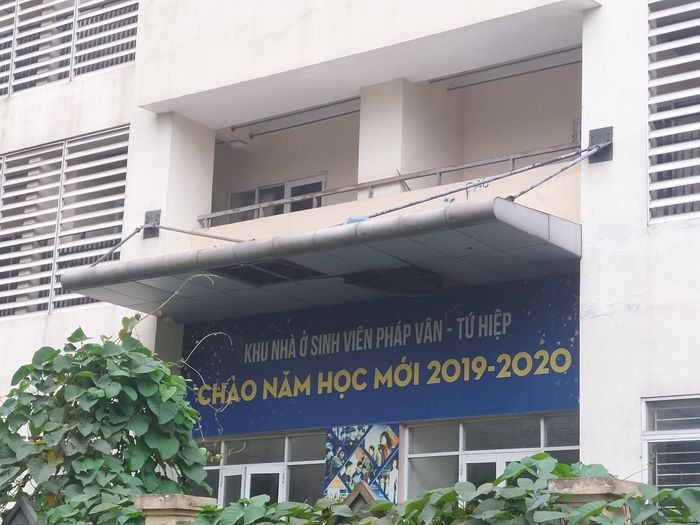 KHU NHÀ Ở SINH VIÊN PHÁP VÂN - TỨ HIỆP
CHÀO NĂM HỌC MỚI 2019-2020